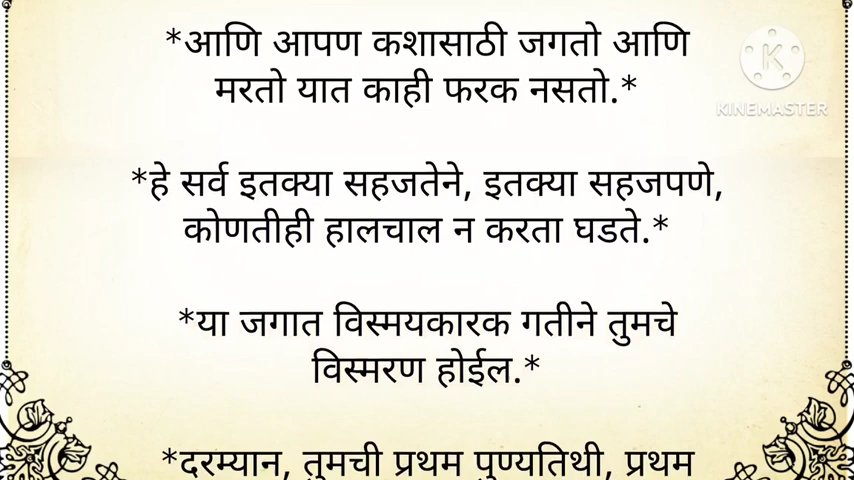 *आणि आपण कशासाठी जगतो आणि
मरतो यात काही फरक नसतो.*
*हे सर्व इतक्या सहजतेने, इतक्या सहजपणे,
कोणतीही हालचाल न करता घडते.*
*या जगात विस्मयकारक गतीने तुमचे
विस्मरण होईल.*
*दरम्यान, तुमची प्रथम पुण्यतिथी, प्रथम
K
KINEMASTER